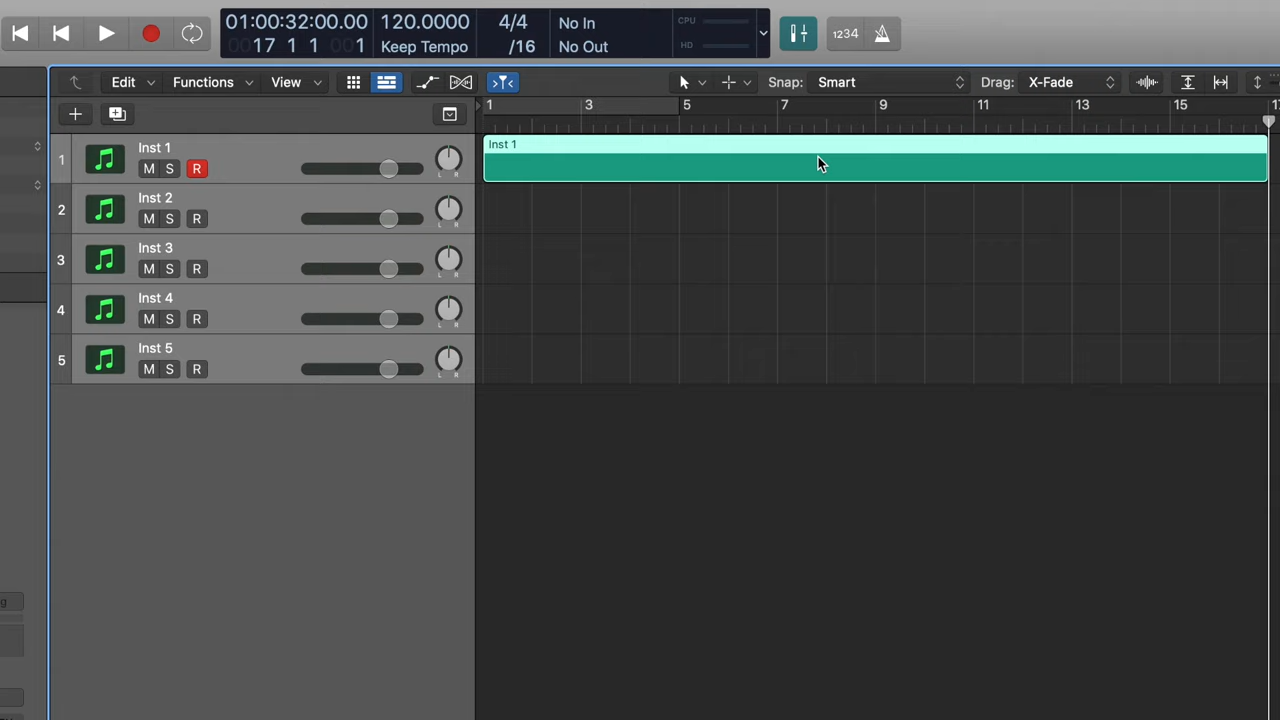 01:00:32:00.00
0017 1 1 001
120.0000
Keep Tempo
4/4
/16
No In
No Out
CPU
HD
1234
Edit
Functions
View
Snap: Smart
Drag: X-Fade
1 3 5 7 9 11 13 15 17
1
Inst 1
M S R
L R
Inst 1
2
Inst 2
M S R
L R
3
Inst 3
M S R
L R
4
Inst 4
M S R
L R
5
Inst 5
M S R
L R
g